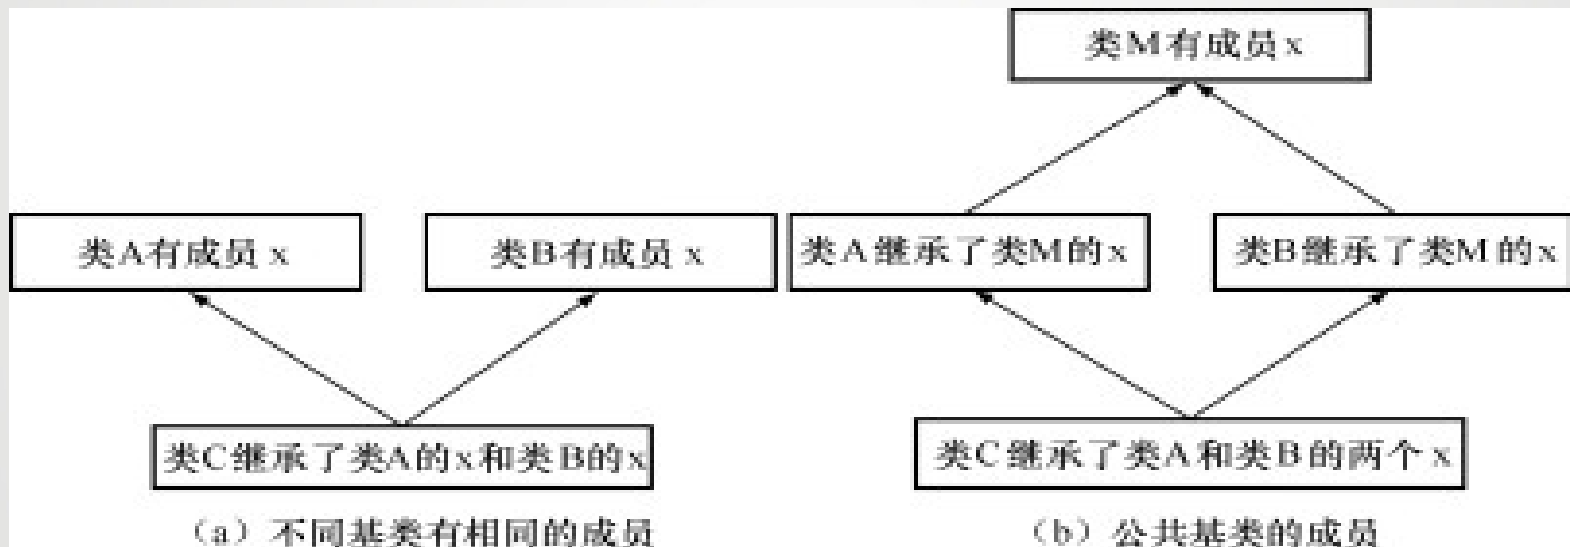 类M有成员x
类A有成员 x
类B有成员 x
类A继承了类M的x
类B继承了类M的x
类C继承了类A的x和类B的x
类C继承了类A和类B的两个 x
（a）不同基类有相同的成员
（b）公共基类的成员